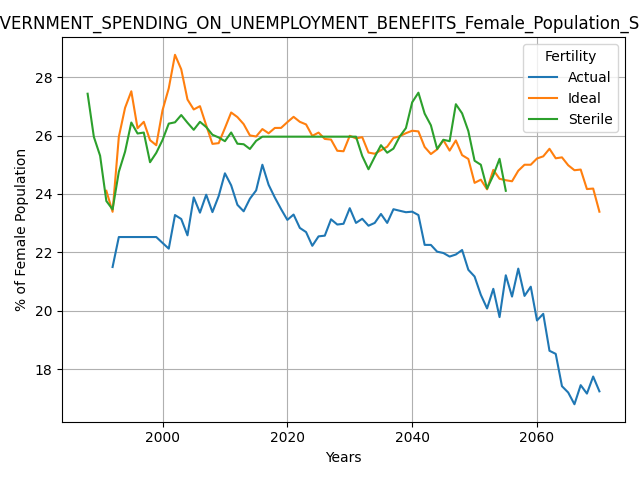 VERNMENT_SPENDING_ON_UNEMPLOYMENT_BENEFITS_Female_Population_S
Fertility
Actual
Ideal
Sterile
% of Female Population
28
26
24
22
20
18
2000
2020
2040
2060
Years